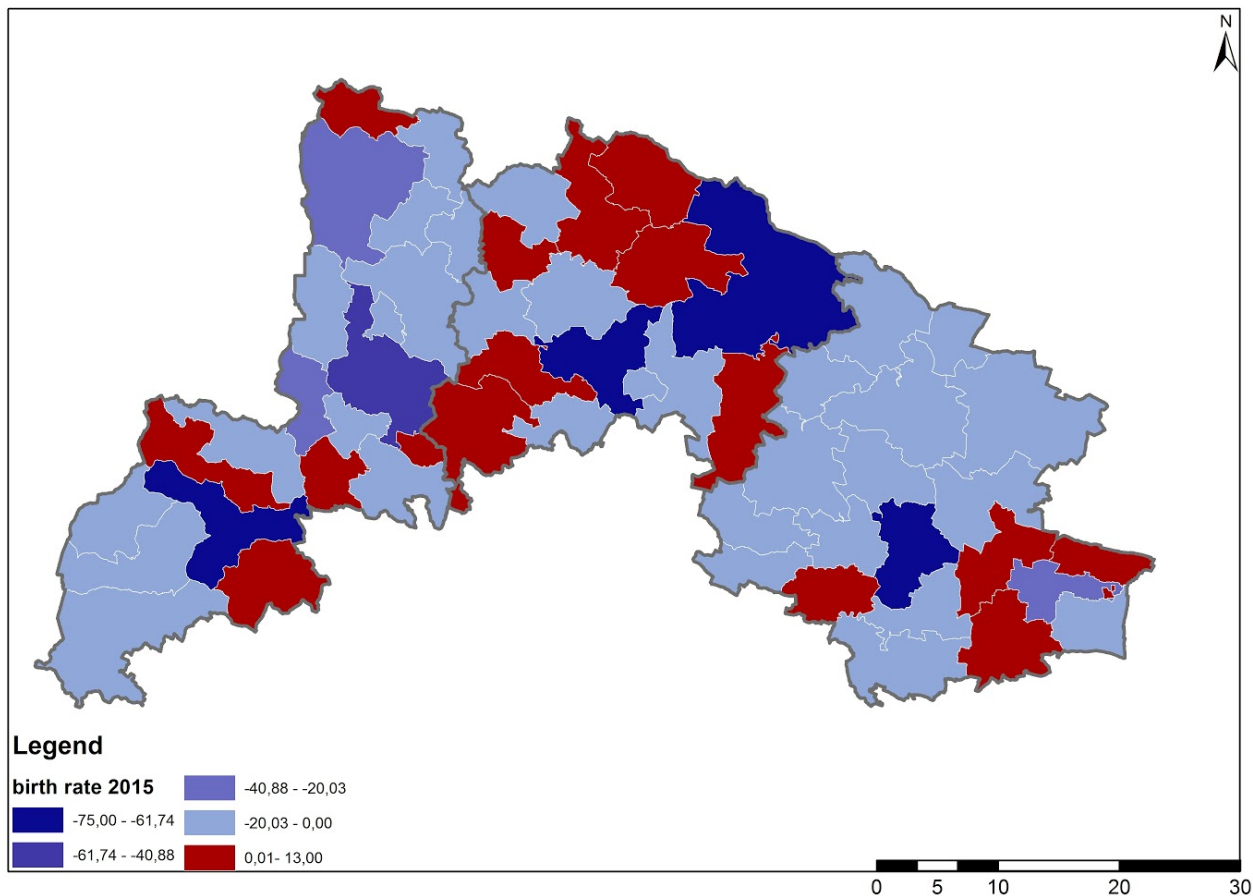 N
Legend
birth rate 2015
-75,00 - -61,74
-61,74 - -40,88
-40,88 - -20,03
-20,03 - 0,00
0,01- 13,00
0 5 10 20 30